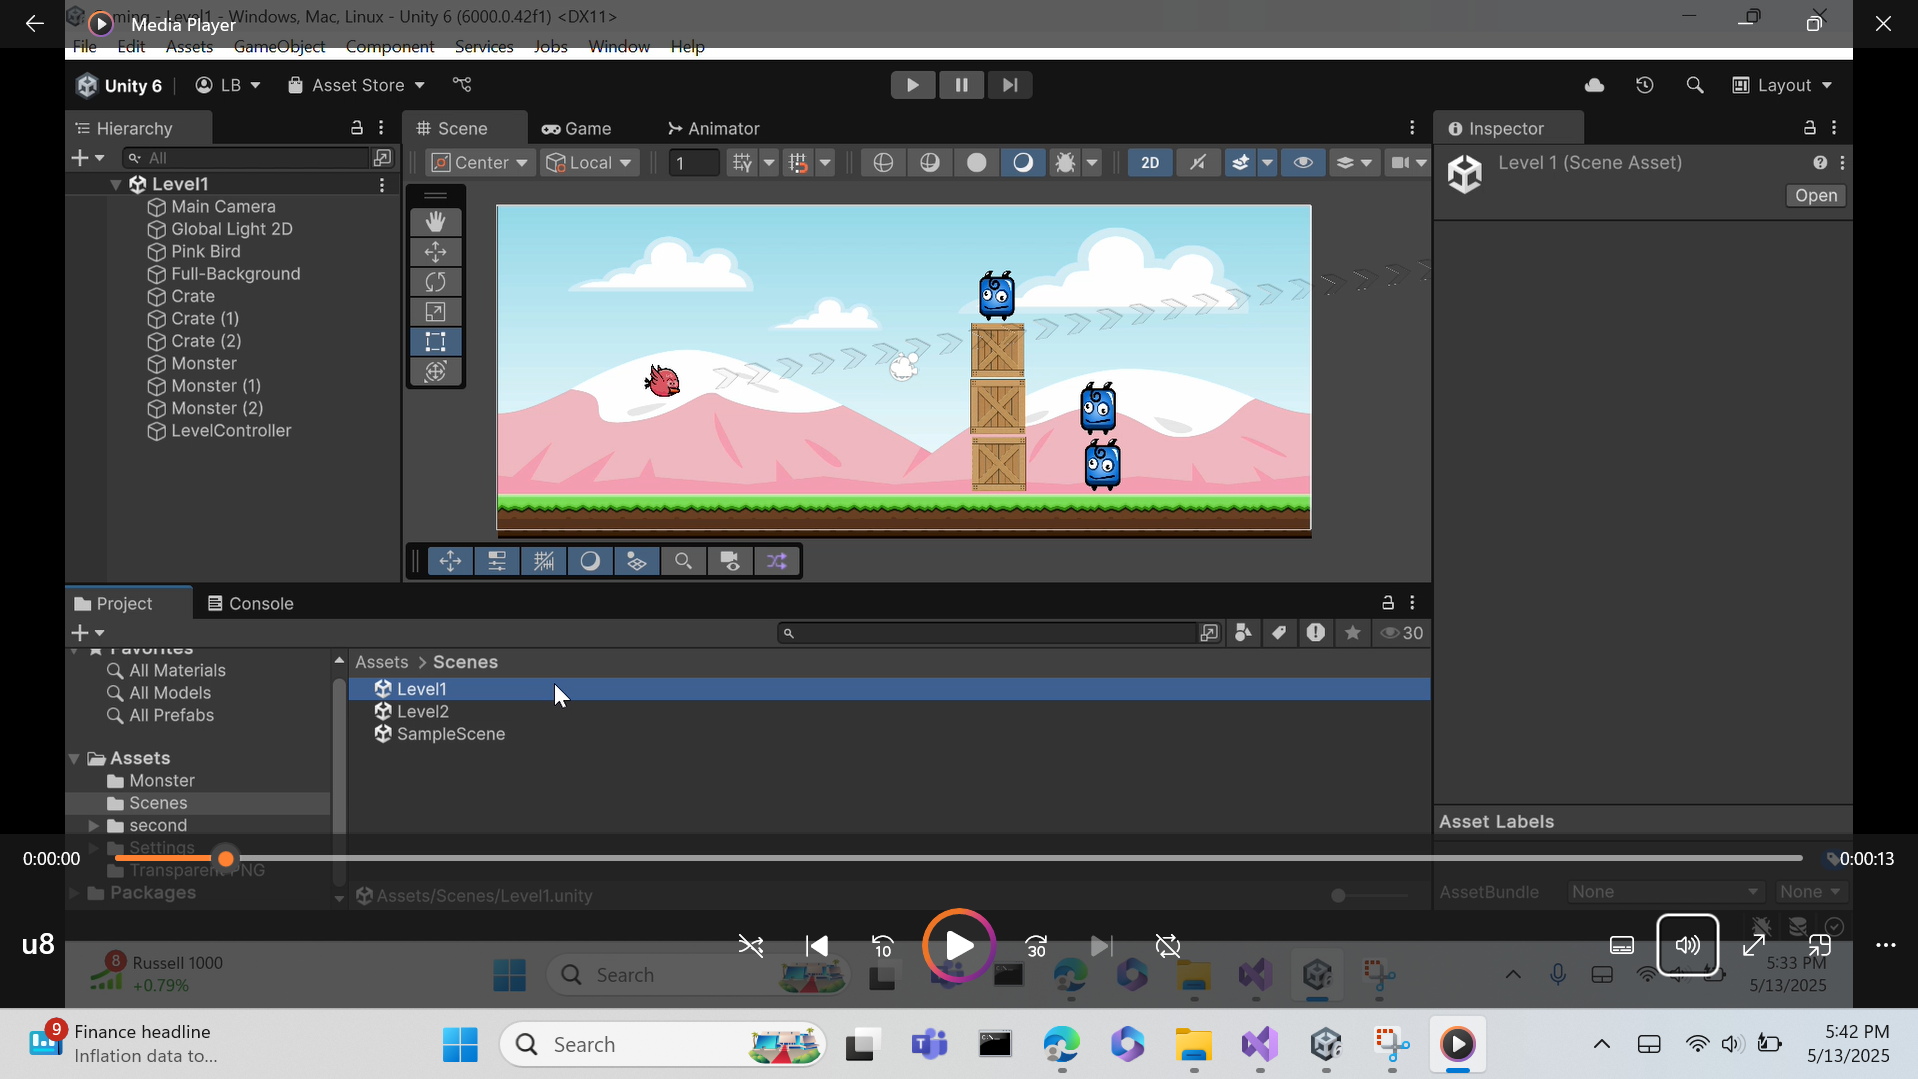 Gaming - Level1 - Windows, Mac, Linux - Unity 6 (6000.0.42f1) <DX11>
Media Player
File Edit Assets GameObject Component Services Jobs Window Help
Unity 6 LB Asset Store Layout
Hierarchy
Scene Game Animator
Inspector
All
Center Local 1 2D
Level 1 (Scene Asset)
Open
Level1
Main Camera
Global Light 2D
Pink Bird
Full-Background
Crate
Crate (1)
Crate (2)
Monster
Monster (1)
Monster (2)
LevelController
Project Console
30
Favorites
All Materials
All Models
All Prefabs
Assets
Monster
Scenes
second
Settings
Transparent PNG
Packages
Assets > Scenes
Level1
Level2
SampleScene
Assets/Scenes/Level1.unity
Asset Labels
AssetBundle None None
0:00:00
0:00:13
u8
10
30
8
Russell 1000
+0.79%
Search
5:33 PM
5/13/2025
9
Finance headline
Inflation data to...
Search
5:42 PM
5/13/2025